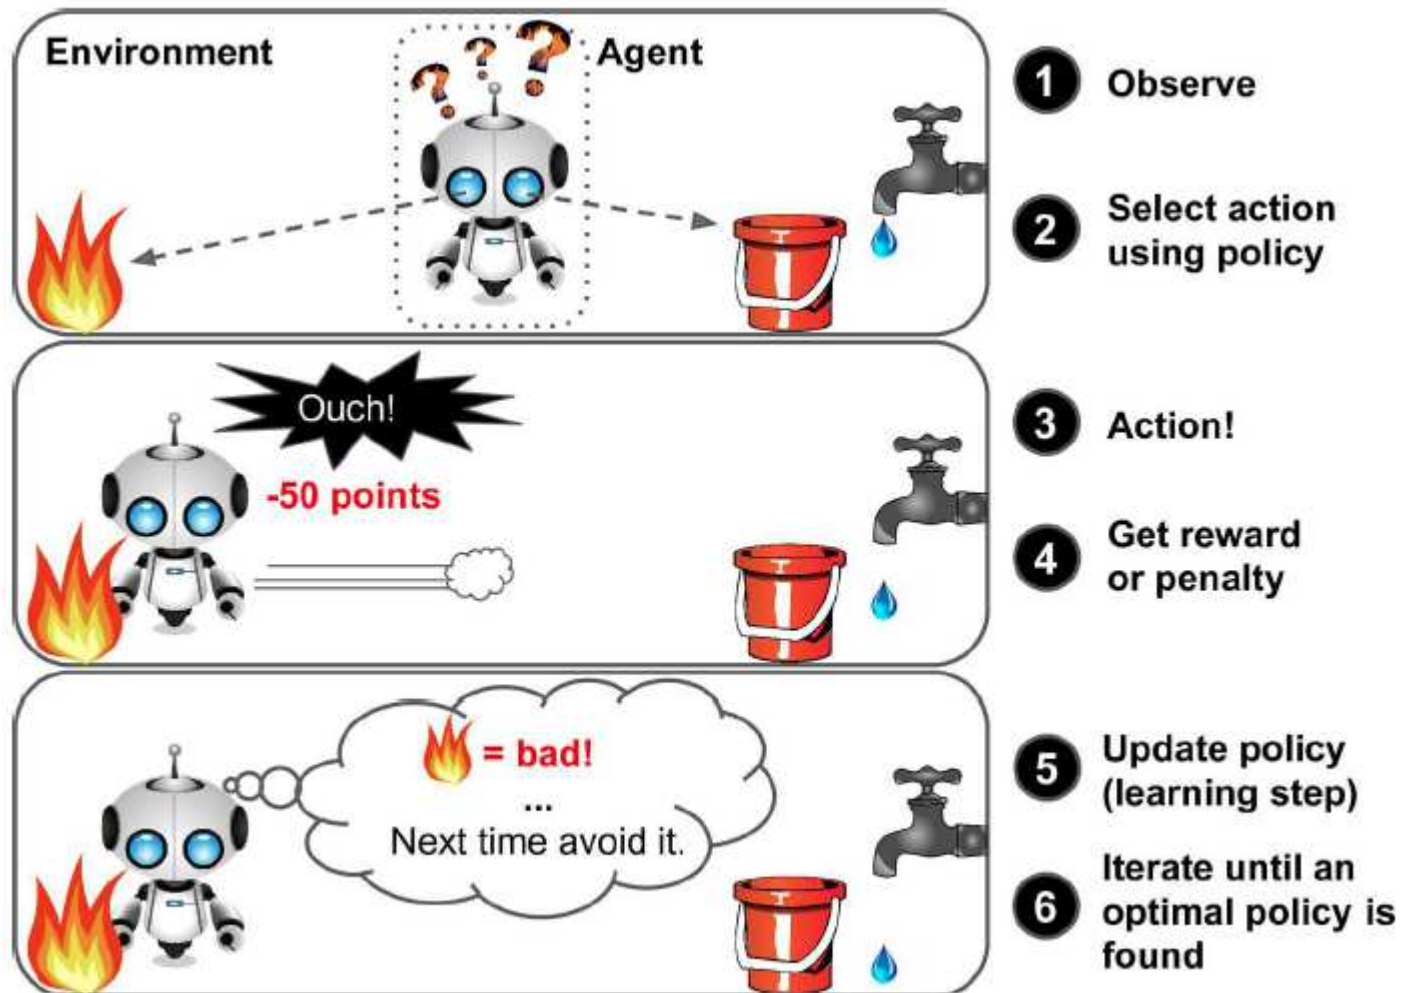 Environment
Agent
? ? ?
1 Observe
2 Select action
using policy
Ouch!
-50 points
3 Action!
4 Get reward
or penalty
= bad!
...
Next time avoid it.
5 Update policy
(learning step)
6 Iterate until an
optimal policy is
found